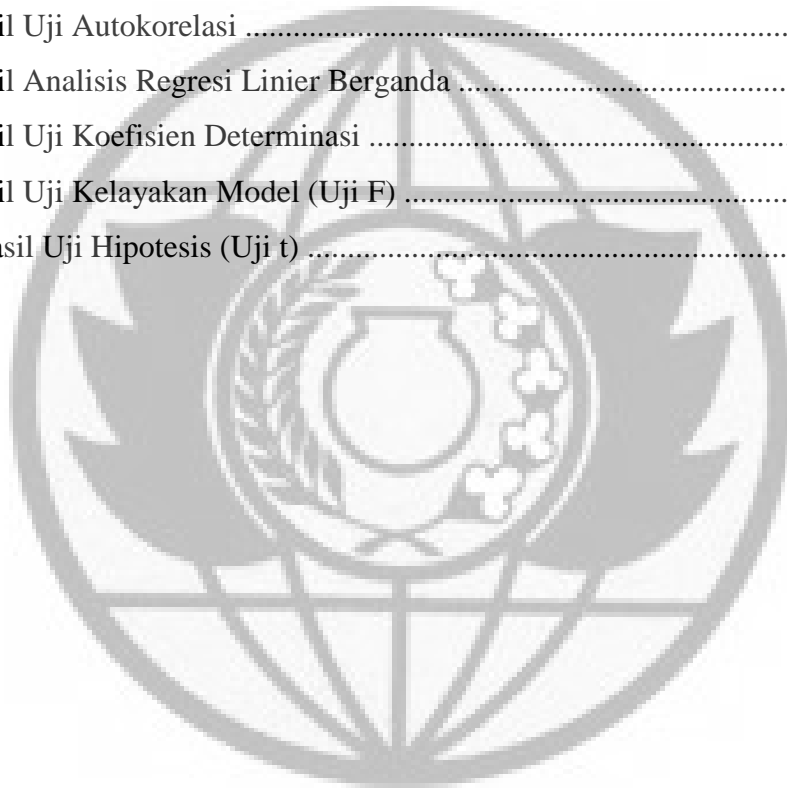 il Uji Autokorelasi ................................................................................
il Analisis Regresi Linier Berganda .....................................................
il Uji Koefisien Determinasi ................................................................
il Uji Kelayakan Model (Uji F) ...........................................................
asil Uji Hipotesis (Uji t) .......................................................................